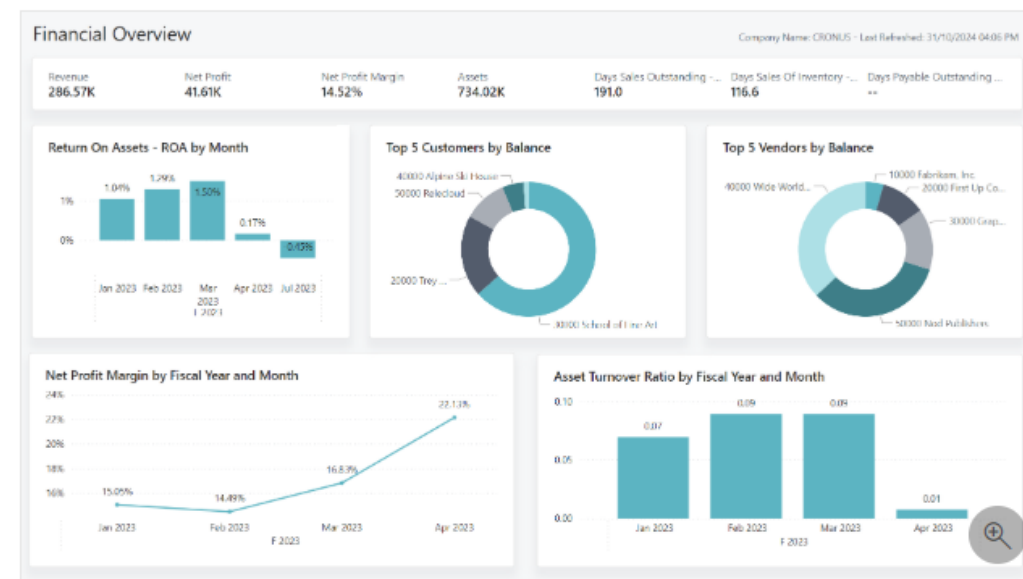 Financial Overview
Company Name: CRONUS - Last Refreshed: 31/10/2024 04:06 PM
Revenue
286.57K
Net Profit
41.61K
Net Profit Margin
14.52%
Assets
734.02K
Days Sales Outstanding -...
191.0
Days Sales Of Inventory -...
116.6
Days Payable Outstanding ...
--
Return On Assets - ROA by Month
1%
0%
1.04%
1.29%
1.50%
0.17%
0.45%
Jan 2023
Feb 2023
Mar
2023
Apr 2023
Jul 2023
F 2023
Top 5 Customers by Balance
40000 Alpine Ski House
50000 Relecloud
20000 Trey ...
30000 School of Fine Art
Top 5 Vendors by Balance
40000 Wide World...
10000 Fabrikam, Inc.
20000 First Up Co...
30000 Grap...
50000 Nod Publishers
Net Profit Margin by Fiscal Year and Month
24%
22%
20%
18%
16%
15.05%
14.49%
16.83%
22.13%
Jan 2023
Feb 2023
Mar 2023
Apr 2023
F 2023
Asset Turnover Ratio by Fiscal Year and Month
0.10
0.05
0.00
0.07
0.09
0.09
0.01
Jan 2023
Feb 2023
Mar 2023
Apr 2023
F 2023